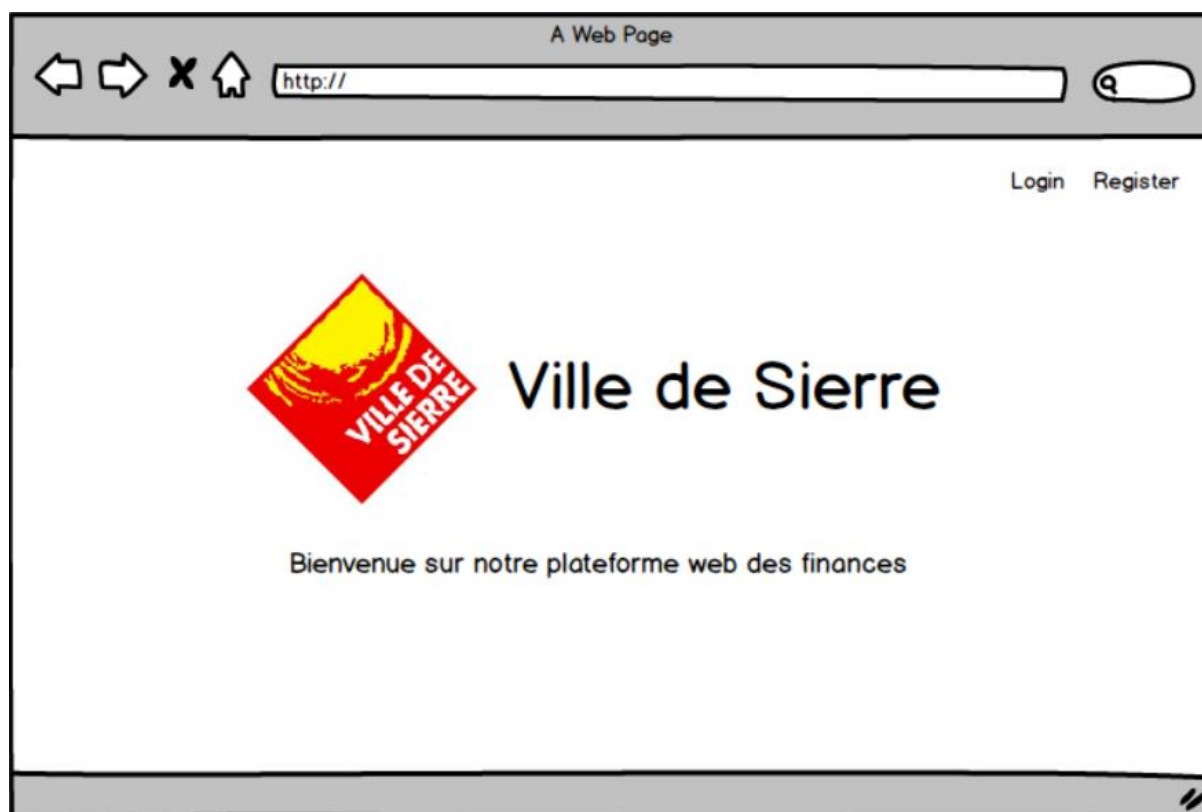 A Web Page
http://
Login Register
VILLE DE
SIERRE
Ville de Sierre
Bienvenue sur notre plateforme web des finances